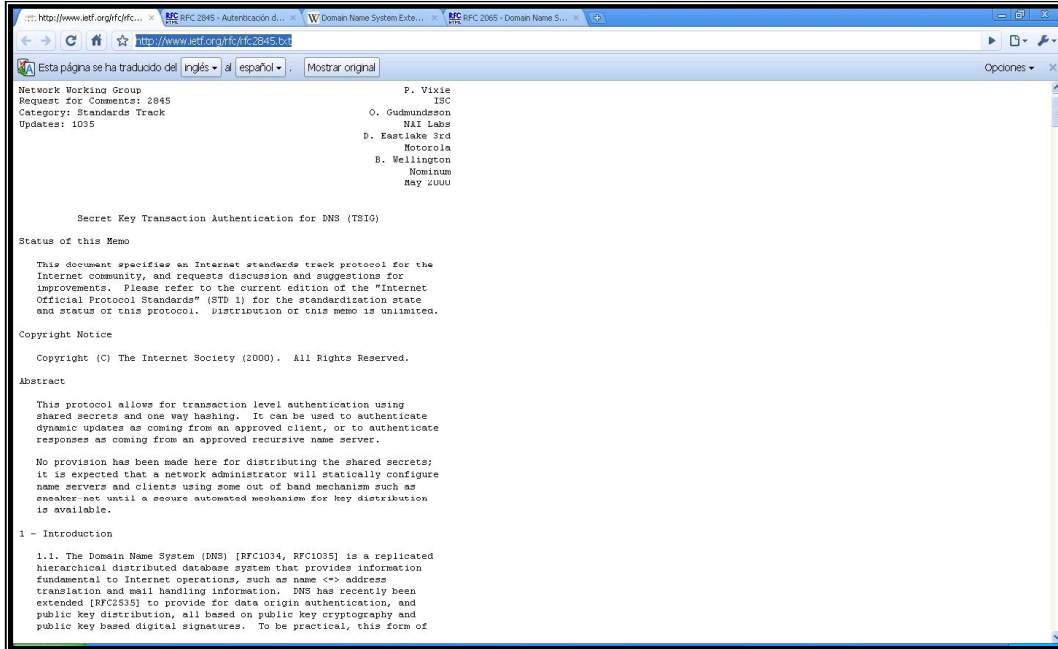 http://www.ietf.org/rfc/rfc... RFC 2845 - Autenticación d... Domain Name System Exte... RFC 2065 - Domain Name S...
http://www.ietf.org/rfc/rfc2845.txt
Esta página se ha traducido del inglés al español . Mostrar original Opciones
Network Working Group P. Vixie
Request for Comments: 2845 ISC
Category: Standards Track O. Gudmundsson
Updates: 1035 NAI Labs
D. Eastlake 3rd
Motorola
B. Wellington
Nominum
May 2000
Secret Key Transaction Authentication for DNS (TSIG)
Status of this Memo
This document specifies an Internet standards track protocol for the
Internet community, and requests discussion and suggestions for
improvements. Please refer to the current edition of the "Internet
Official Protocol Standards" (STD 1) for the standardization state
and status of this protocol. Distribution of this memo is unlimited.
Copyright Notice
Copyright (C) The Internet Society (2000). All Rights Reserved.
Abstract
This protocol allows for transaction level authentication using
shared secrets and one way hashing. It can be used to authenticate
dynamic updates as coming from an approved client, or to authenticate
responses as coming from an approved recursive name server.
No provision has been made here for distributing the shared secrets;
it is expected that a network administrator will statically configure
name servers and clients using some out of band mechanism such as
sneaker-net until a secure automated mechanism for key distribution
is available.
1 - Introduction
1.1. The Domain Name System (DNS) [RFC1034, RFC1035] is a replicated
hierarchical distributed database system that provides information
fundamental to Internet operations, such as name <=> address
translation and mail handling information. DNS has recently been
extended [RFC2535] to provide for data origin authentication, and
public key distribution, all based on public key cryptography and
public key based digital signatures. To be practical, this form of